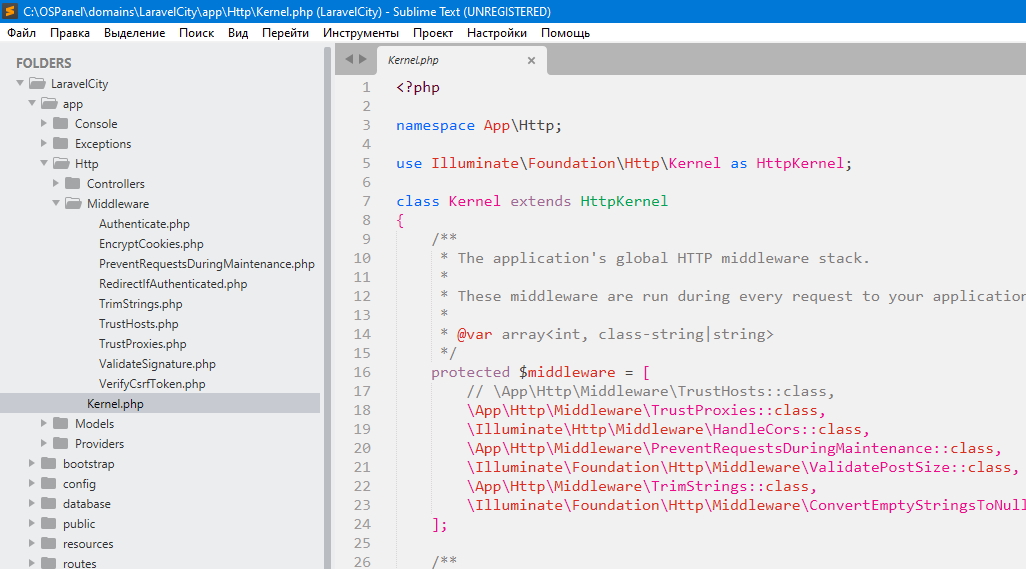 C:\OSPanel\domains\LaravelCity\app\Http\Kernel.php (LaravelCity) - Sublime Text (UNREGISTERED)
Файл Правка Выделение Поиск Вид Перейти Инструменты Проект Настройки Помощь
FOLDERS
LaravelCity
app
Console
Exceptions
Http
Controllers
Middleware
Authenticate.php
EncryptCookies.php
PreventRequestsDuringMaintenance.php
RedirectIfAuthenticated.php
TrimStrings.php
TrustHosts.php
TrustProxies.php
ValidateSignature.php
VerifyCsrfToken.php
Kernel.php
Models
Providers
bootstrap
config
database
public
resources
routes
Kernel.php ×
1 <?php
2
3 namespace App\Http;
4
5 use Illuminate\Foundation\Http\Kernel as HttpKernel;
6
7 class Kernel extends HttpKernel
8 {
9 /**
10 * The application's global HTTP middleware stack.
11 *
12 * These middleware are run during every request to your application
13 *
14 * @var array<int, class-string|string>
15 */
16 protected $middleware = [
17 // \App\Http\Middleware\TrustHosts::class,
18 \App\Http\Middleware\TrustProxies::class,
19 \Illuminate\Http\Middleware\HandleCors::class,
20 \App\Http\Middleware\PreventRequestsDuringMaintenance::class,
21 \Illuminate\Foundation\Http\Middleware\ValidatePostSize::class,
22 \App\Http\Middleware\TrimStrings::class,
23 \Illuminate\Foundation\Http\Middleware\ConvertEmptyStringsToNull
24 ];
25
26 /**